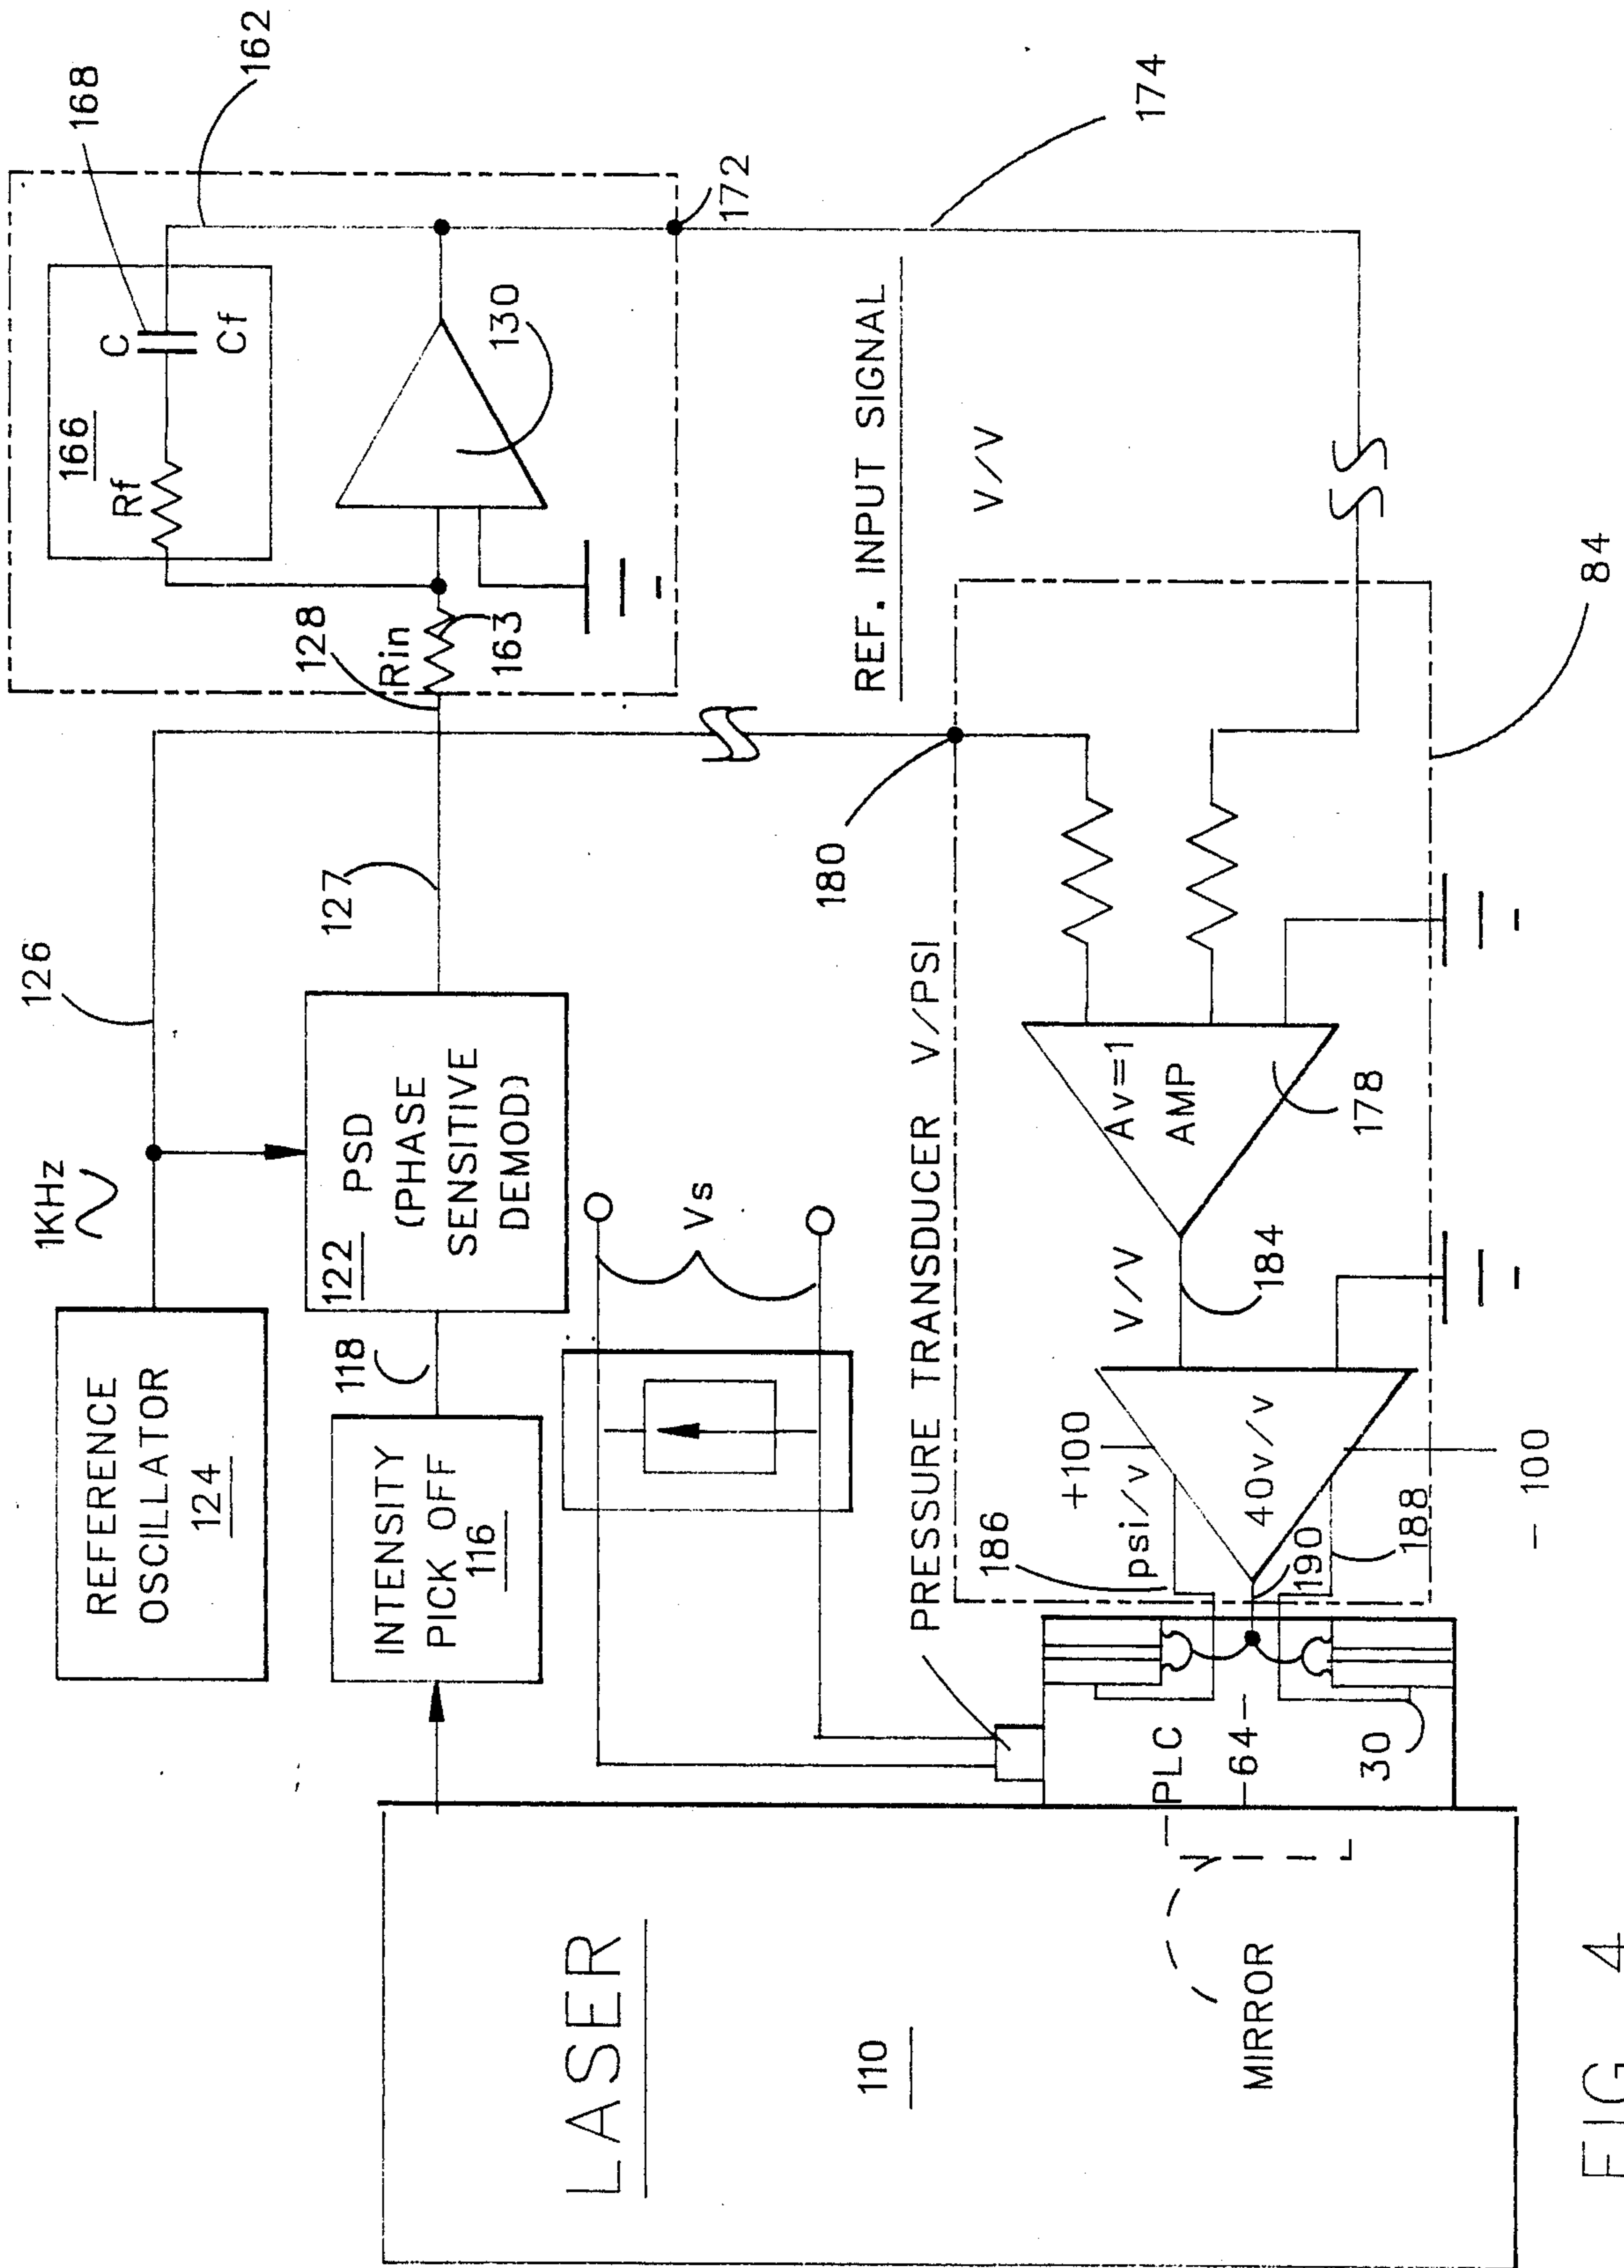 168
162
166
Rf
C
Cf
130
172
Rin
163
128
127
126
1KHz
REFERENCE
OSCILLATOR
124
122 PSD
(PHASE
SENSITIVE
DEMOD)
118
INTENSITY
PICK OFF
116
Vs
REF. INPUT SIGNAL
V/V
174
180
84
PRESSURE TRANSDUCER V/PSI
Av=1
AMP
178
V/V
184
+100
psi/v
40v/v
186
190
188
- 100
PLC
64
30
LASER
110
MIRROR
FIG 4